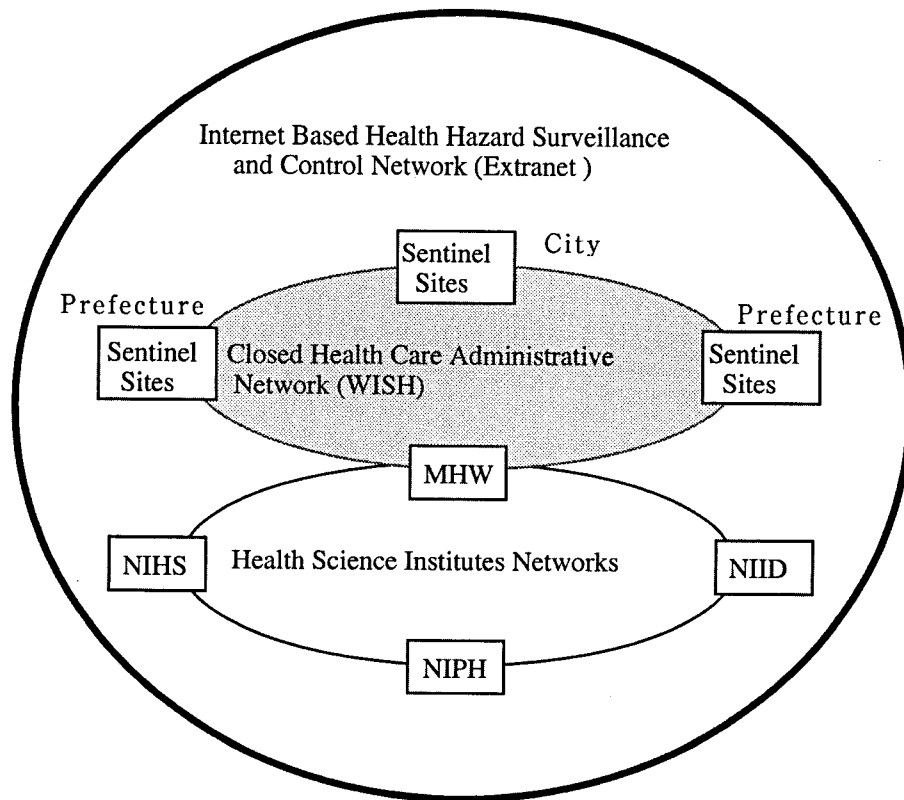 Internet Based Health Hazard Surveillance
and Control Network (Extranet )
City
Sentinel
Sites
Prefecture
Sentinel
Sites
Closed Health Care Administrative
Network (WISH)
Prefecture
Sentinel
Sites
MHW
NIHS
Health Science Institutes Networks
NIID
NIPH